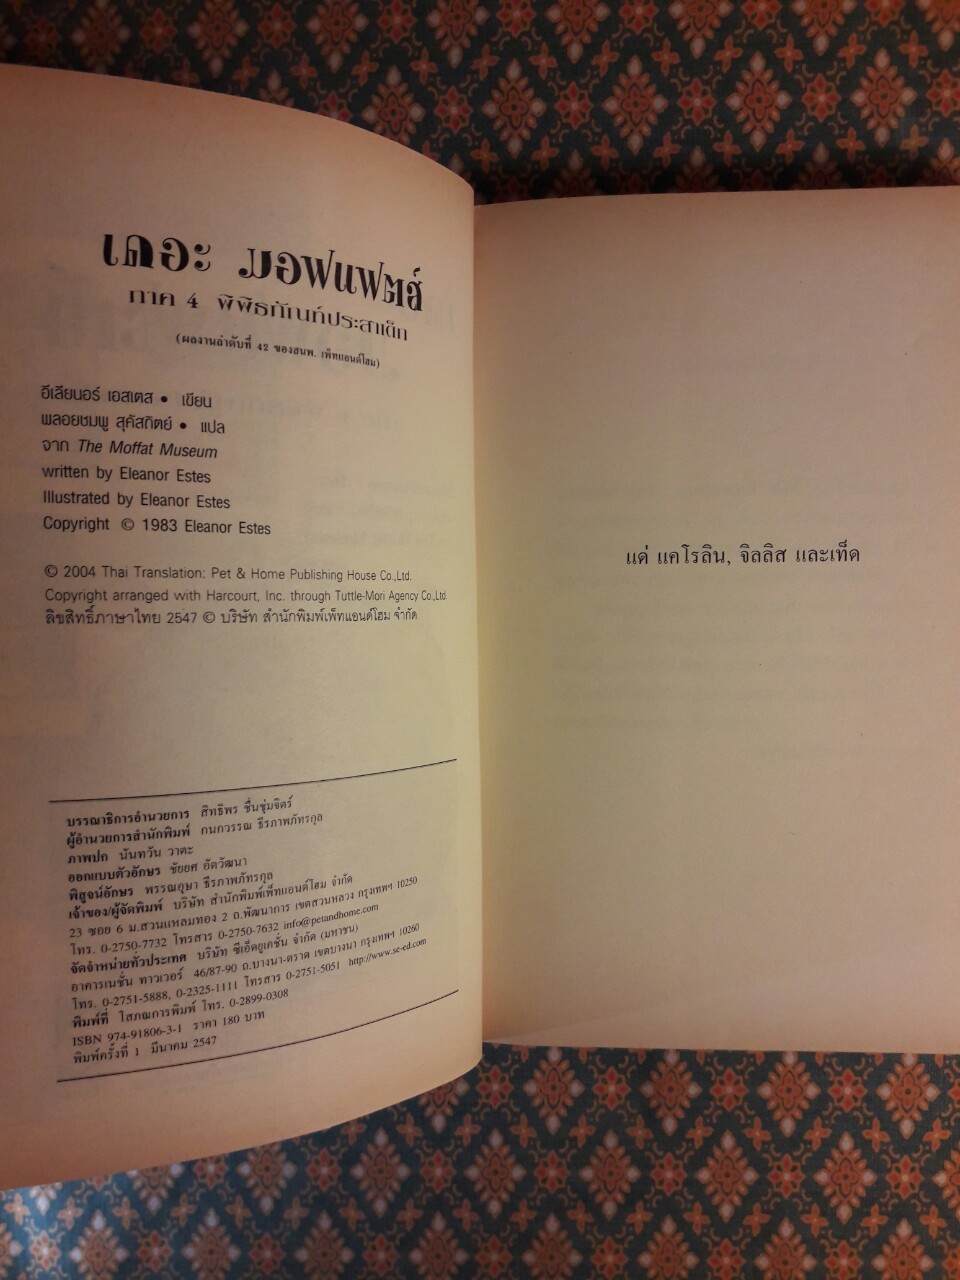 เดอะ มอฟแฟตส์
ภาค 4 พิพิธภัณฑ์ประสาเด็ก
(ผลงานลำดับที่ 42 ของสนพ. เพ็ทแอนด์โฮม)
อีเลียนอร์ เอสเตส • เขียน
พลอยชมพู สุคัสถิตย์ • แปล
จาก The Moffat Museum
written by Eleanor Estes
Illustrated by Eleanor Estes
Copyright © 1983 Eleanor Estes
© 2004 Thai Translation: Pet & Home Publishing House Co.,Ltd.
Copyright arranged with Harcourt, Inc. through Tuttle-Mori Agency Co.,Ltd.
ลิขสิทธิ์ภาษาไทย 2547 © บริษัท สำนักพิมพ์เพ็ทแอนด์โฮม จำกัด
บรรณาธิการอำนวยการ สิทธิพร ชื่นชุ่มจิตร์
ผู้อำนวยการสำนักพิมพ์ กนกวรรณ ธีรภาพภัทรกุล
ภาพปก นันทวัน วาตะ
ออกแบบตัวอักษร ชัยยศ อัตวัฒนา
พิสูจน์อักษร พรรณอุษา ธีรภาพภัทรกุล
เจ้าของ/ผู้จัดพิมพ์ บริษัท สำนักพิมพ์เพ็ทแอนด์โฮม จำกัด
23 ซอย 6 ม.สวนแหลมทอง 2 ถ.พัฒนาการ เขตสวนหลวง กรุงเทพฯ 10250
โทร. 0-2750-7732 โทรสาร 0-2750-7632 info@petandhome.com
จัดจำหน่ายทั่วประเทศ บริษัท ซีเอ็ดยูเคชั่น จำกัด (มหาชน)
อาคารเนชั่น ทาวเวอร์ 46/87-90 ถ.บางนา-ตราด เขตบางนา กรุงเทพฯ 10260
โทร. 0-2751-5888, 0-2325-1111 โทรสาร 0-2751-5051 http://www.se-ed.com
พิมพ์ที่ โสภณการพิมพ์ โทร. 0-2899-0308
ISBN 974-91806-3-1 ราคา 180 บาท
พิมพ์ครั้งที่ 1 มีนาคม 2547
แด่ แคโรลิน, จิลลิส และเท็ด